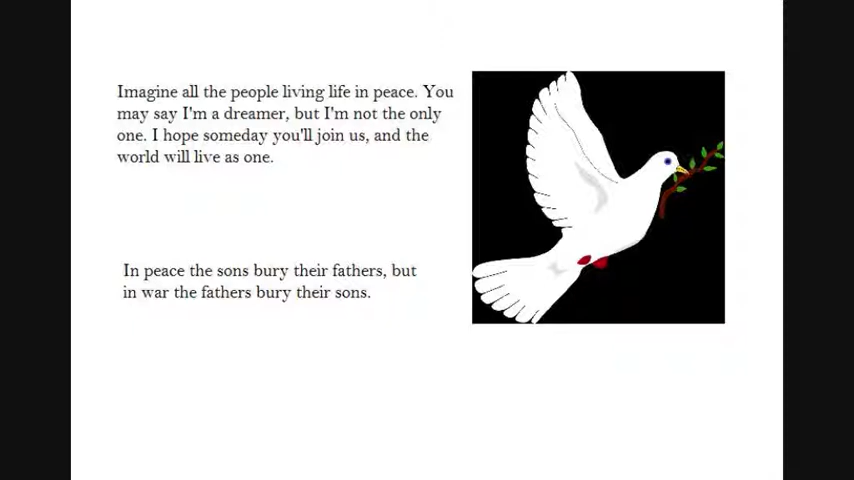 Imagine all the people living life in peace. You
may say I'm a dreamer, but I'm not the only
one. I hope someday you'll join us, and the
world will live as one.
In peace the sons bury their fathers, but
in war the fathers bury their sons.